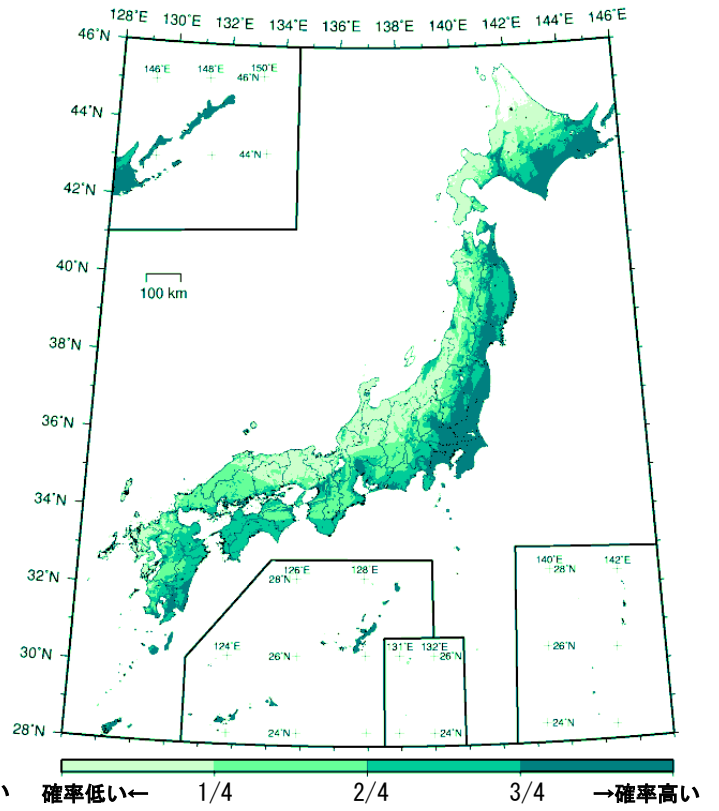 128°E 130°E 132°E 134°E 136°E 138°E 140°E 142°E 144°E 146°E
46°N
146°E 148°E 150°E
46°N
44°N
44°N
42°N
40°N
100 km
38°N
36°N
34°N
32°N
126°E 128°E
28°N
140°E 142°E
28°N
124°E
26°N
131°E 132°E
26°N
26°N
30°N
24°N
24°N
24°N
28°N
い 確率低い← 1/4 2/4 3/4 →確率高い